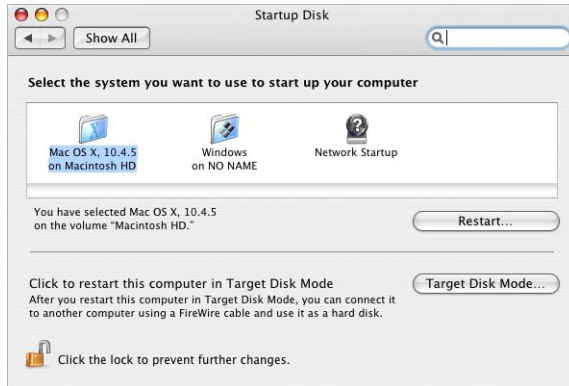 Startup Disk
Show All
Select the system you want to use to start up your computer
Mac OS X, 10.4.5
on Macintosh HD
Windows
on NO NAME
Network Startup
You have selected Mac OS X, 10.4.5
on the volume “Macintosh HD.”
Restart...
Click to restart this computer in Target Disk Mode
After you restart this computer in Target Disk Mode, you can connect it
to another computer using a FireWire cable and use it as a hard disk.
Target Disk Mode...
Click the lock to prevent further changes.